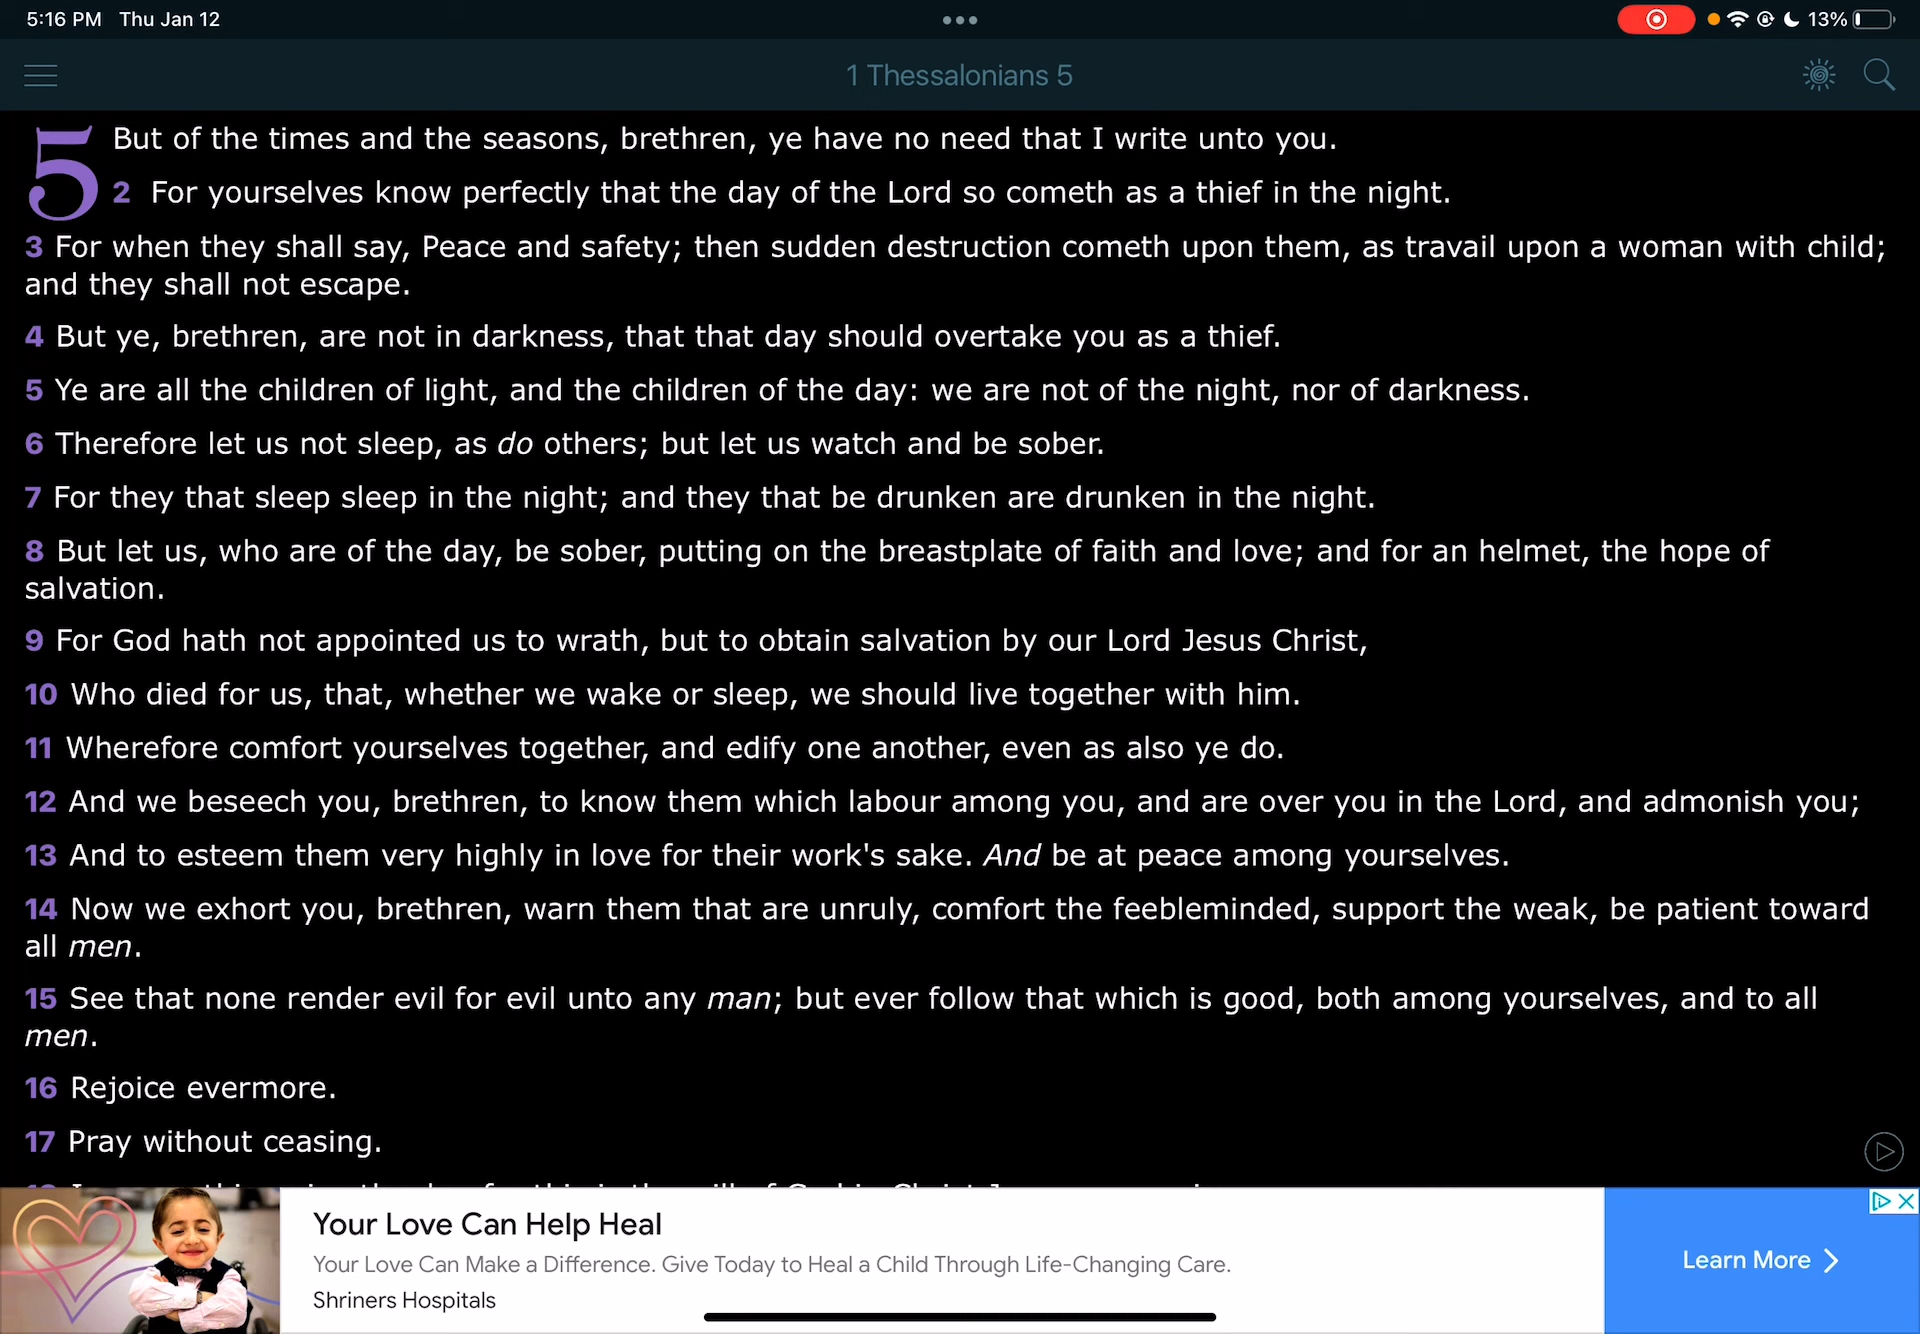 5:16 PM Thu Jan 12
13%
1 Thessalonians 5
5 But of the times and the seasons, brethren, ye have no need that I write unto you.
2 For yourselves know perfectly that the day of the Lord so cometh as a thief in the night.
3 For when they shall say, Peace and safety; then sudden destruction cometh upon them, as travail upon a woman with child;
and they shall not escape.
4 But ye, brethren, are not in darkness, that that day should overtake you as a thief.
5 Ye are all the children of light, and the children of the day: we are not of the night, nor of darkness.
6 Therefore let us not sleep, as do others; but let us watch and be sober.
7 For they that sleep sleep in the night; and they that be drunken are drunken in the night.
8 But let us, who are of the day, be sober, putting on the breastplate of faith and love; and for an helmet, the hope of
salvation.
9 For God hath not appointed us to wrath, but to obtain salvation by our Lord Jesus Christ,
10 Who died for us, that, whether we wake or sleep, we should live together with him.
11 Wherefore comfort yourselves together, and edify one another, even as also ye do.
12 And we beseech you, brethren, to know them which labour among you, and are over you in the Lord, and admonish you;
13 And to esteem them very highly in love for their work's sake. And be at peace among yourselves.
14 Now we exhort you, brethren, warn them that are unruly, comfort the feebleminded, support the weak, be patient toward
all men.
15 See that none render evil for evil unto any man; but ever follow that which is good, both among yourselves, and to all
men.
16 Rejoice evermore.
17 Pray without ceasing.
Your Love Can Help Heal
Your Love Can Make a Difference. Give Today to Heal a Child Through Life-Changing Care.
Shriners Hospitals
Learn More